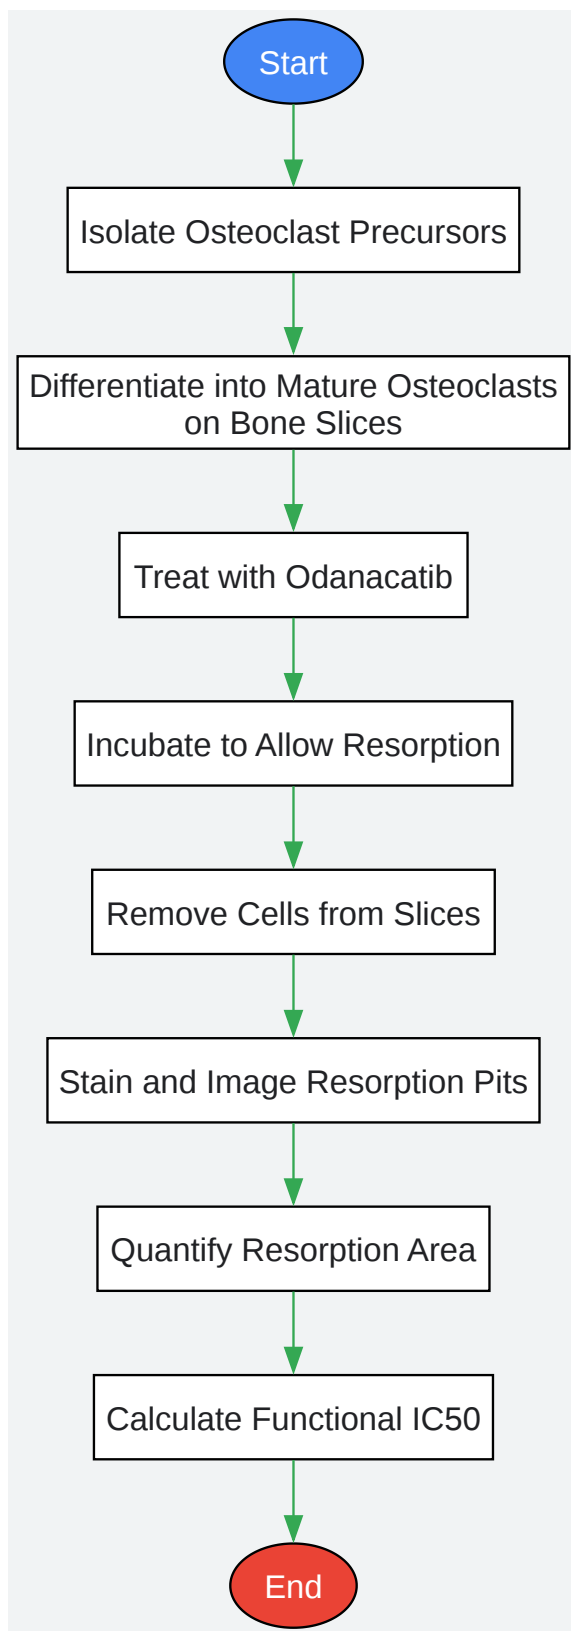 Start
Isolate Osteoclast Precursors
Differentiate into Mature Osteoclasts
on Bone Slices
Treat with Odanacatib
Incubate to Allow Resorption
Remove Cells from Slices
Stain and Image Resorption Pits
Quantify Resorption Area
Calculate Functional IC50
End